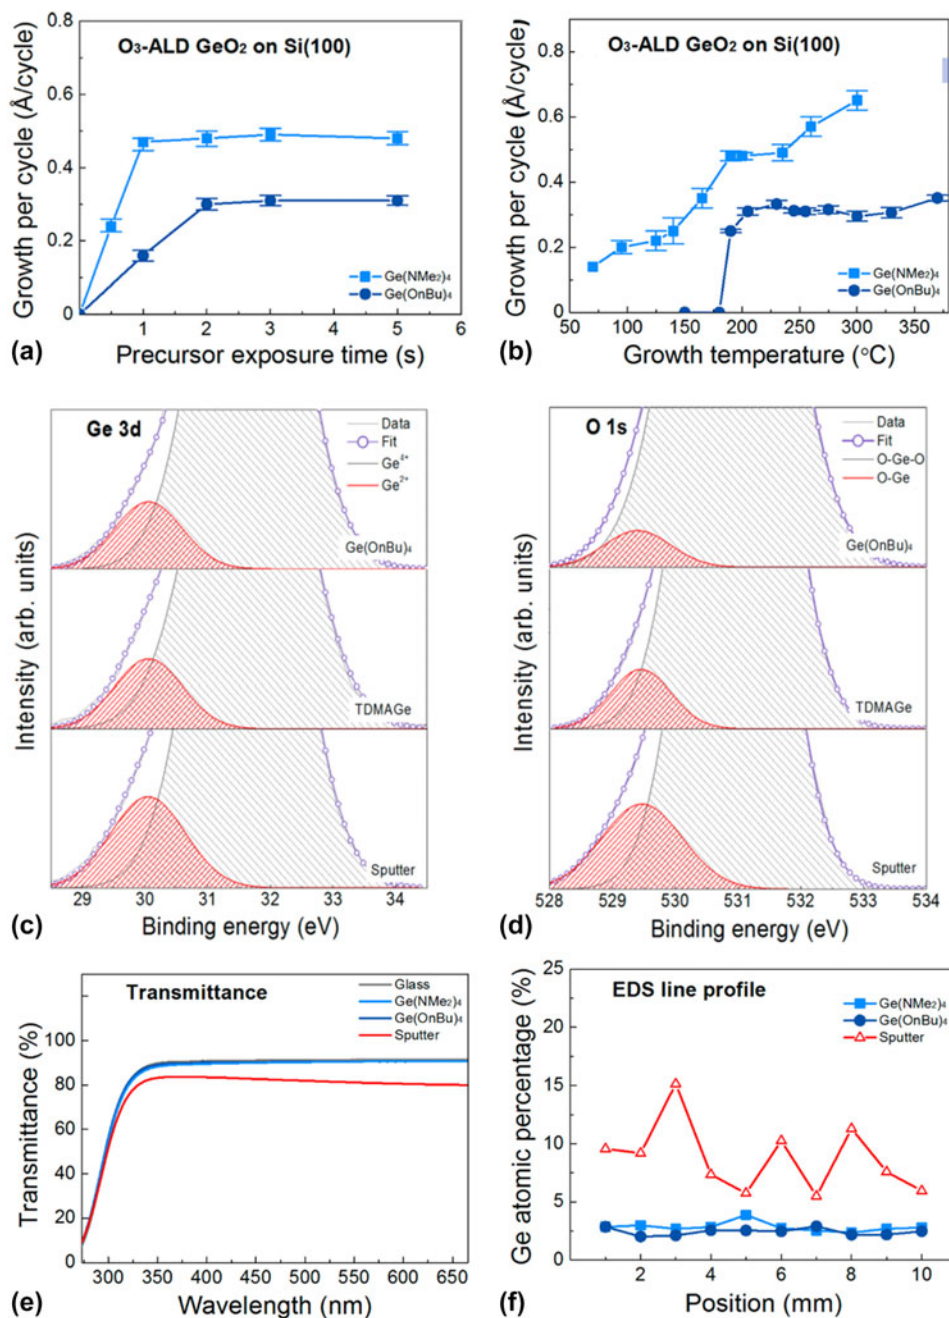 O₃-ALD GeO₂ on Si(100)
Growth per cycle (Å/cycle)
0.8
0.6
0.4
0.2
0
Ge(NMe₂)₄
Ge(OnBu)₄
0 1 2 3 4 5 6
Precursor exposure time (s)
(a)
O₃-ALD GeO₂ on Si(100)
Growth per cycle (Å/cycle)
0.8
0.6
0.4
0.2
0
Ge(NMe₂)₄
Ge(OnBu)₄
50 100 150 200 250 300 350
Growth temperature (°C)
(b)
Ge 3d
Data
Fit
Ge⁴⁺
Ge²⁺
Ge(OnBu)₄
TDMAGe
Sputter
Intensity (arb. units)
29 30 31 32 33 34
Binding energy (eV)
(c)
O 1s
Data
Fit
O-Ge-O
O-Ge
Ge(OnBu)₄
TDMAGe
Sputter
Intensity (arb. units)
528 529 530 531 532 533 534
Binding energy (eV)
(d)
Transmittance
Glass
Ge(NMe₂)₄
Ge(OnBu)₄
Sputter
Transmittance (%)
100
80
60
40
20
0
300 350 400 450 500 550 600 650
Wavelength (nm)
(e)
EDS line profile
Ge(NMe₂)₄
Ge(OnBu)₄
Sputter
Ge atomic percentage (%)
25
20
15
10
5
0
2 4 6 8 10
Position (mm)
(f)